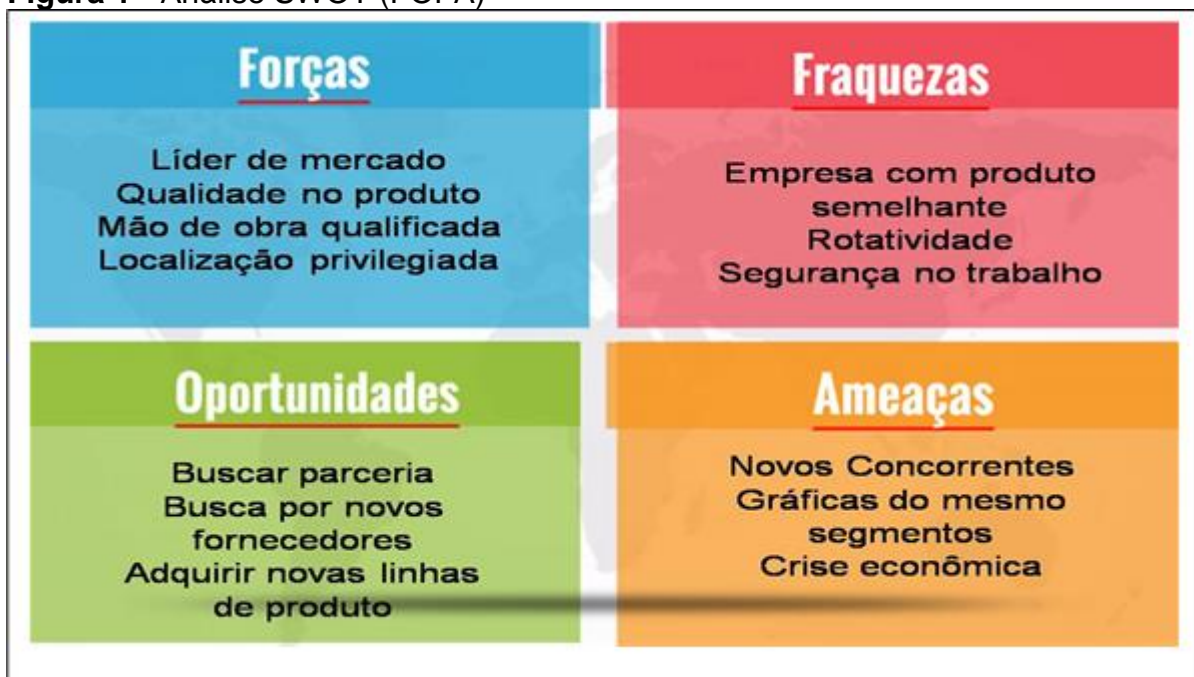 Figura 1 - Análise SWOT (FOFA)
Forças
Líder de mercado
Qualidade no produto
Mão de obra qualificada
Localização privilegiada
Fraquezas
Empresa com produto
semelhante
Rotatividade
Segurança no trabalho
Oportunidades
Buscar parceria
Busca por novos
fornecedores
Adquirir novas linhas
de produto
Ameaças
Novos Concorrentes
Gráficas do mesmo
segmentos
Crise econômica